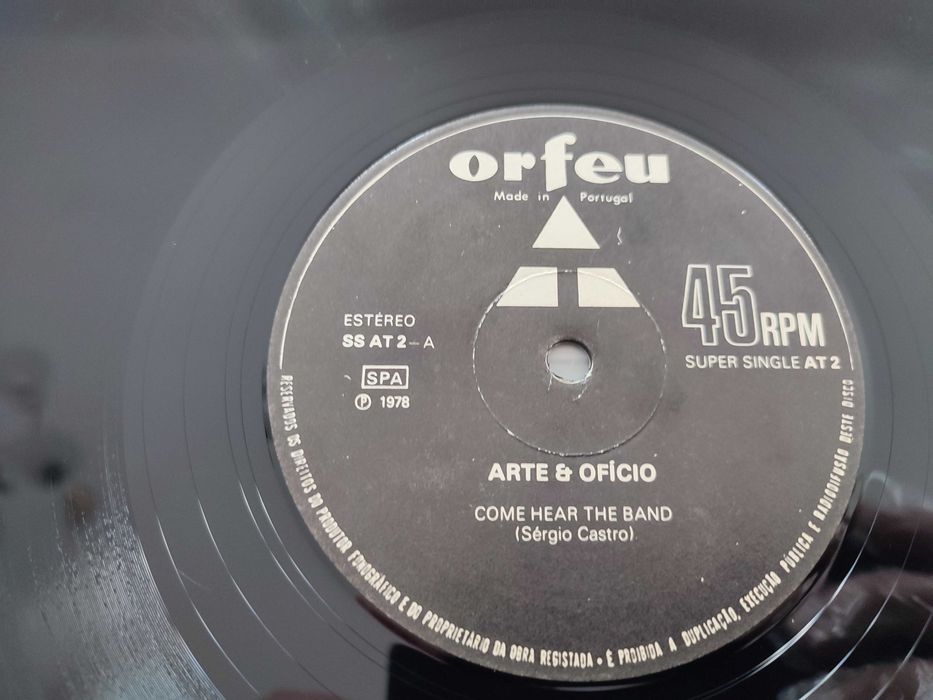 orfeu
Made in Portugal
45 RPM
SUPER SINGLE AT 2
ESTÉREO
SS AT 2-A
SPA
Ⓟ 1978
ARTE & OFÍCIO
COME HEAR THE BAND
(Sérgio Castro)
RESERVADOS OS DIREITOS DO PRODUTOR FONOGRÁFICO E DO PROPRIETÁRIO DA OBRA REGISTADA • É PROIBIDA A DUPLICAÇÃO, EXECUÇÃO PÚBLICA E RADIODIFUSÃO DESTE DISCO